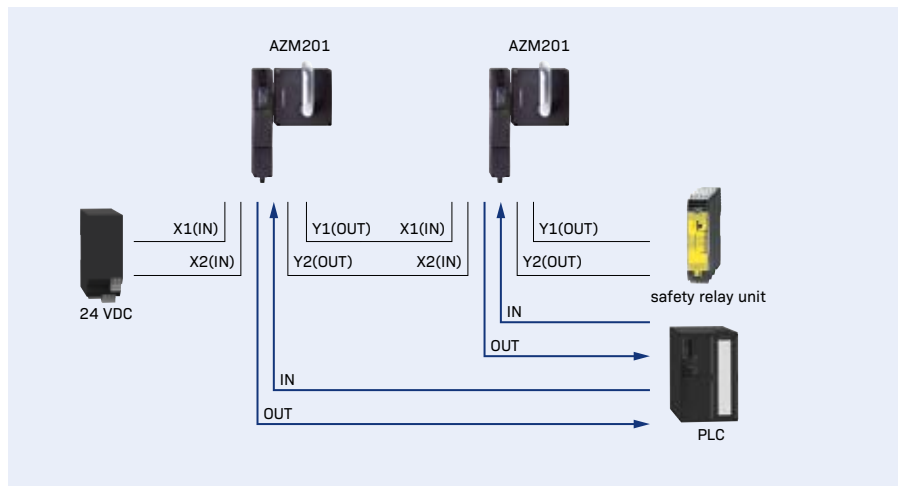 AZM201
AZM201
X1(IN)
Y1(OUT)
X1(IN)
Y1(OUT)
X2(IN)
Y2(OUT)
X2(IN)
Y2(OUT)
safety relay unit
24 VDC
IN
OUT
IN
OUT
PLC